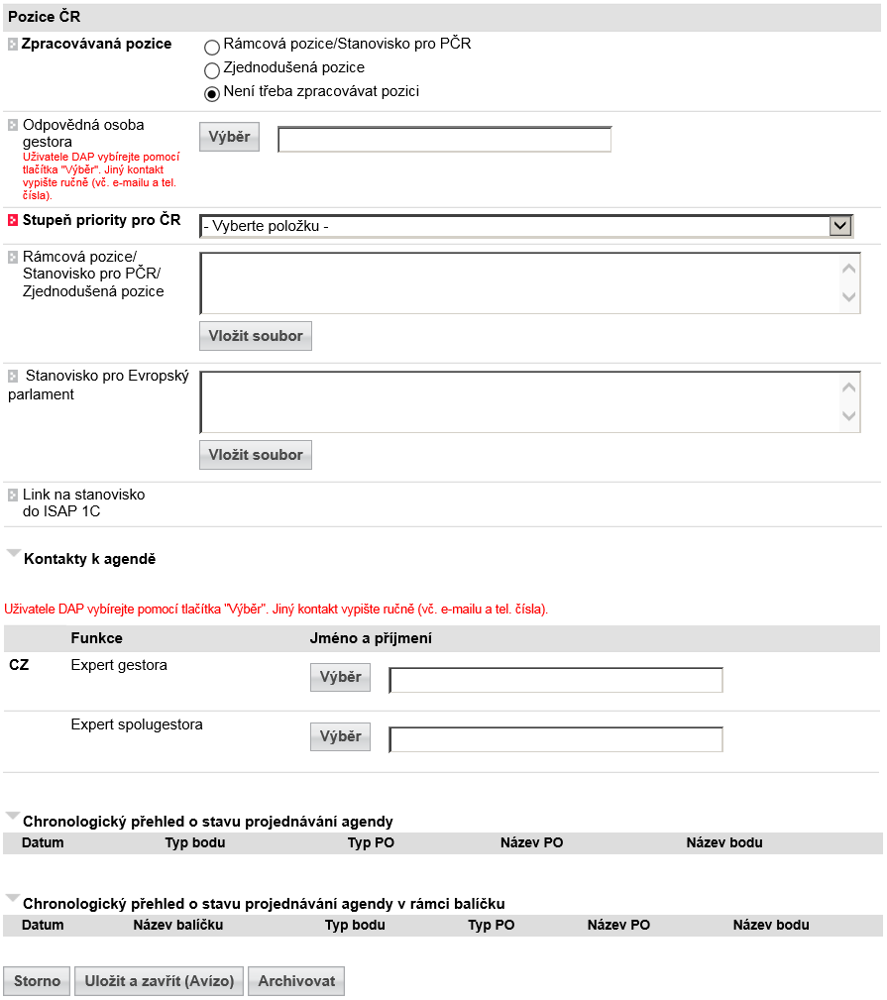 Pozice ČR
Zpracovávaná pozice
Rámcová pozice/Stanovisko pro PČR
Zjednodušená pozice
Není třeba zpracovávat pozici
Odpovědná osoba
gestora
Uživatele DAP vybírejte pomocí
tlačítka "Výběr". Jiný kontakt
vypište ručně (vč. e-mailu a tel.
čísla).
Výběr
Stupeň priority pro ČR
- Vyberte položku -
Rámcová pozice/
Stanovisko pro PČR/
Zjednodušená pozice
Vložit soubor
Stanovisko pro Evropský
parlament
Vložit soubor
Link na stanovisko
do ISAP 1C
Kontakty k agendě
Uživatele DAP vybírejte pomocí tlačítka "Výběr". Jiný kontakt vypište ručně (vč. e-mailu a tel. čísla).
Funkce Jméno a příjmení
CZ Expert gestora Výběr
Expert spolugestora Výběr
Chronologický přehled o stavu projednávání agendy
Datum Typ bodu Typ PO Název PO Název bodu
Chronologický přehled o stavu projednávání agendy v rámci balíčku
Datum Název balíčku Typ bodu Typ PO Název PO Název bodu
Storno Uložit a zavřít (Avízo) Archivovat